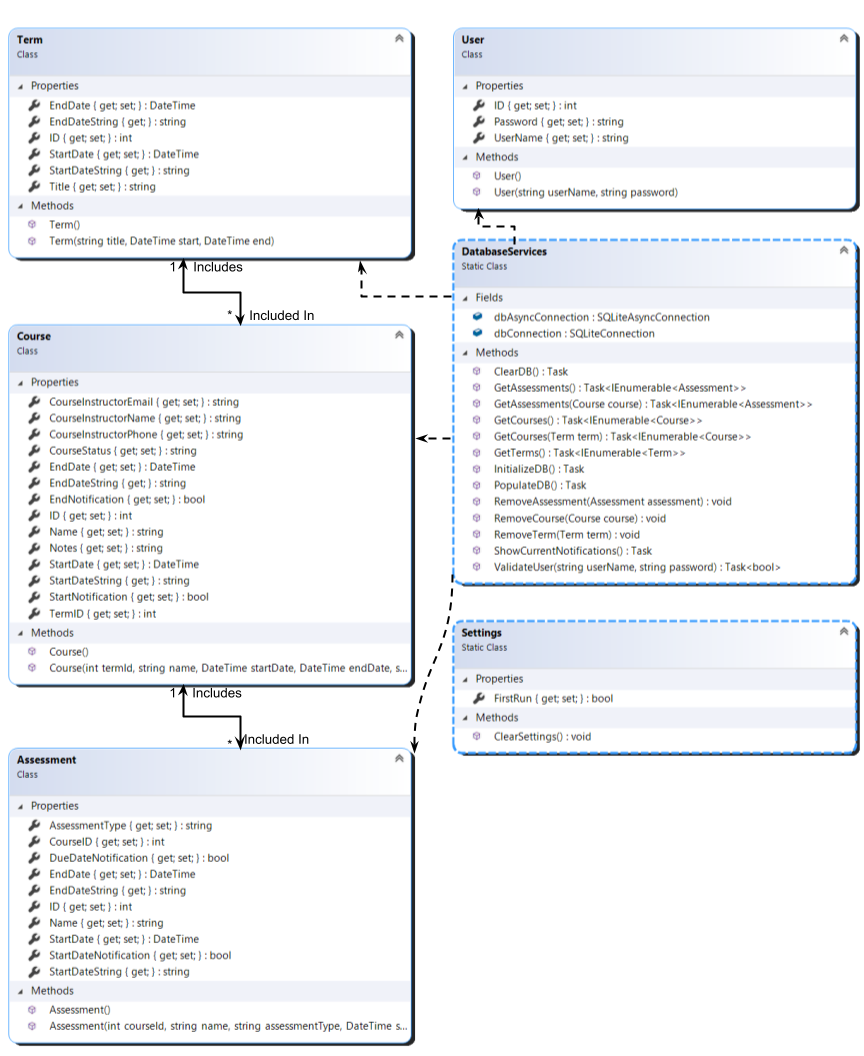 Term
Class
Properties
EndDate { get; set; } : DateTime
EndDateString { get; } : string
ID { get; set; } : int
StartDate { get; set; } : DateTime
StartDateString { get; } : string
Title { get; set; } : string
Methods
Term()
Term(string title, DateTime start, DateTime end)
1 Includes
* Included In
Course
Class
Properties
CourseInstructorEmail { get; set; } : string
CourseInstructorName { get; set; } : string
CourseInstructorPhone { get; set; } : string
CourseStatus { get; set; } : string
EndDate { get; set; } : DateTime
EndDateString { get; } : string
EndNotification { get; set; } : bool
ID { get; set; } : int
Name { get; set; } : string
Notes { get; set; } : string
StartDate { get; set; } : DateTime
StartDateString { get; } : string
StartNotification { get; set; } : bool
TermID { get; set; } : int
Methods
Course()
Course(int termId, string name, DateTime startDate, DateTime endDate, s...
1 Includes
* Included In
Assessment
Class
Properties
AssessmentType { get; set; } : string
CourseID { get; set; } : int
DueDateNotification { get; set; } : bool
EndDate { get; set; } : DateTime
EndDateString { get; } : string
ID { get; set; } : int
Name { get; set; } : string
StartDate { get; set; } : DateTime
StartDateNotification { get; set; } : bool
StartDateString { get; } : string
Methods
Assessment()
Assessment(int courseId, string name, string assessmentType, DateTime s...
User
Class
Properties
ID { get; set; } : int
Password { get; set; } : string
UserName { get; set; } : string
Methods
User()
User(string userName, string password)
DatabaseServices
Static Class
Fields
dbAsyncConnection : SQLiteAsyncConnection
dbConnection : SQLiteConnection
Methods
ClearDB() : Task
GetAssessments() : Task<IEnumerable<Assessment>>
GetAssessments(Course course) : Task<IEnumerable<Assessment>>
GetCourses() : Task<IEnumerable<Course>>
GetCourses(Term term) : Task<IEnumerable<Course>>
GetTerms() : Task<IEnumerable<Term>>
InitializeDB() : Task
PopulateDB() : Task
RemoveAssessment(Assessment assessment) : void
RemoveCourse(Course course) : void
RemoveTerm(Term term) : void
ShowCurrentNotifications() : Task
ValidateUser(string userName, string password) : Task<bool>
Settings
Static Class
Properties
FirstRun { get; set; } : bool
Methods
ClearSettings() : void